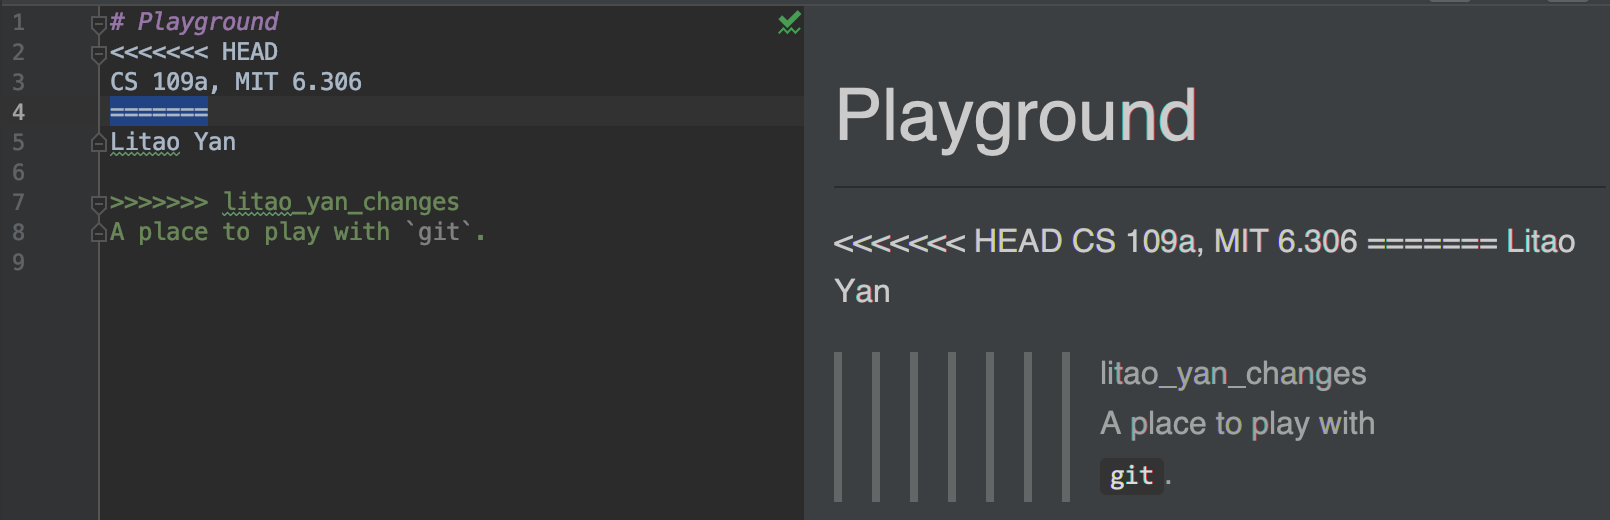 1 # Playground
2 <<<<<<< HEAD
3 CS 109a, MIT 6.306
4 =======
5 Litao Yan
6
7 >>>>>>> litao_yan_changes
8 A place to play with `git`.
9
Playground
<<<<<<< HEAD CS 109a, MIT 6.306 ======= Litao
Yan
litao_yan_changes
A place to play with
git.